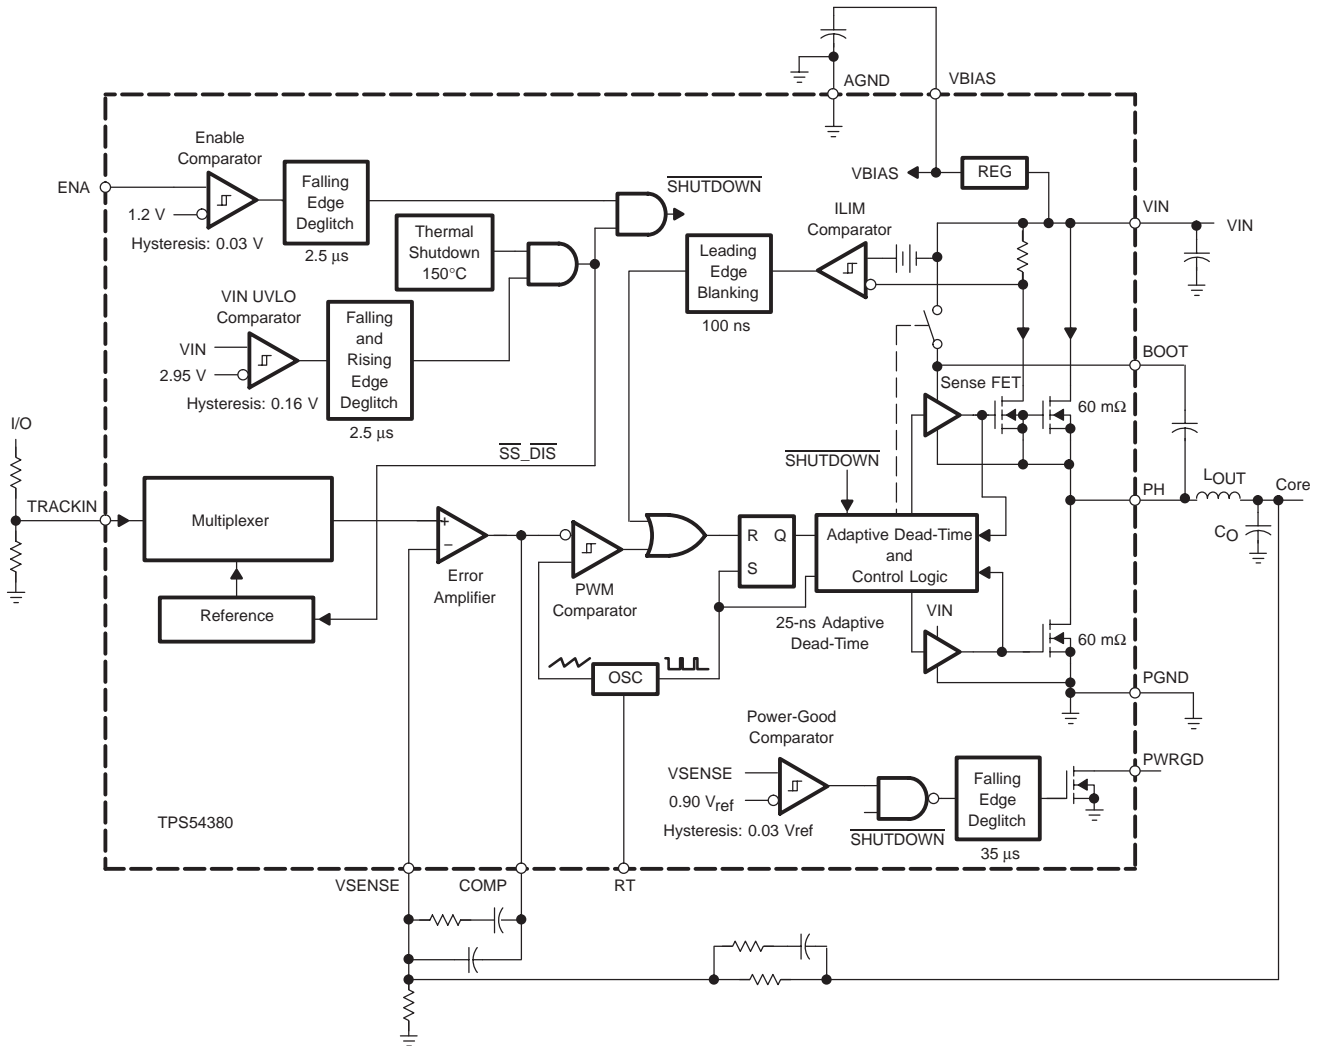 AGND
VBIAS
Enable
Comparator
ENA
1.2 V
Hysteresis: 0.03 V
Falling
Edge
Deglitch
2.5 μs
SHUTDOWN
VBIAS
REG
VIN
VIN
Thermal
Shutdown
150°C
Leading
Edge
Blanking
100 ns
ILIM
Comparator
VIN UVLO
Comparator
VIN
2.95 V
Hysteresis: 0.16 V
Falling
and
Rising
Edge
Deglitch
2.5 μs
BOOT
Sense FET
60 mΩ
I/O
SS_DIS
SHUTDOWN
TRACKIN
Multiplexer
Reference
+
−
Error
Amplifier
PWM
Comparator
R Q
S
Adaptive Dead-Time
and
Control Logic
25-ns Adaptive
Dead-Time
PH
LOUT
Core
CO
VIN
60 mΩ
OSC
PGND
Power-Good
Comparator
VSENSE
0.90 Vref
Hysteresis: 0.03 Vref
SHUTDOWN
Falling
Edge
Deglitch
35 μs
PWRGD
TPS54380
VSENSE
COMP
RT